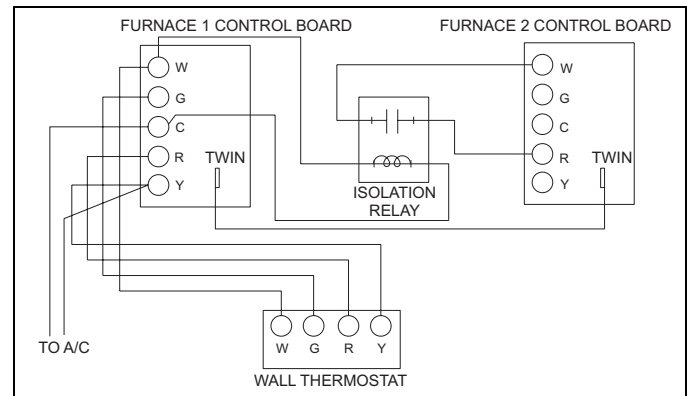 FURNACE 1 CONTROL BOARD
FURNACE 2 CONTROL BOARD
W
G
C
R
Y
TWIN
ISOLATION
RELAY
W
G
C
R
Y
TWIN
TO A/C
W G R Y
WALL THERMOSTAT